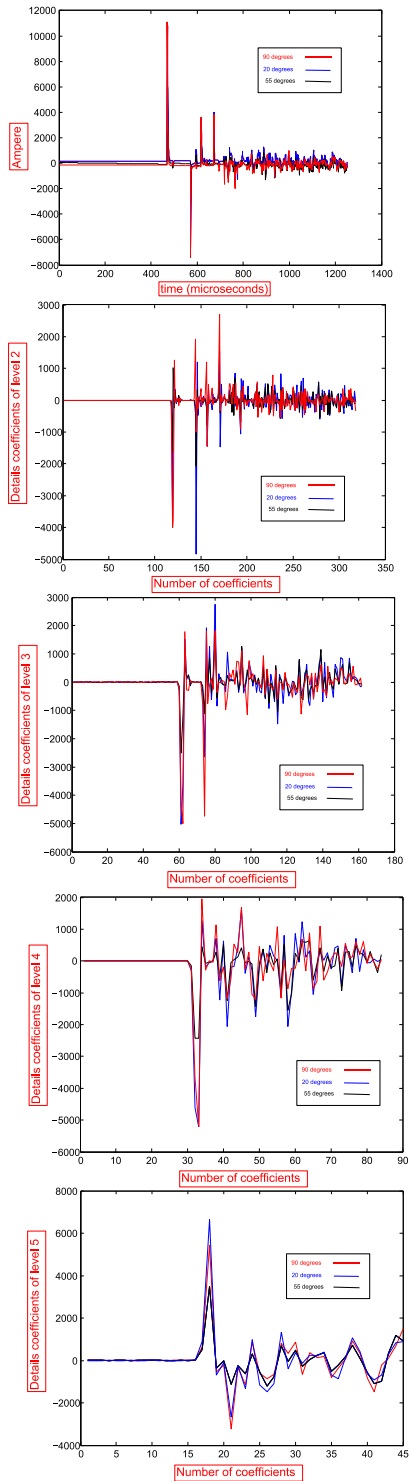 12000
10000
8000
6000
4000
2000
0
−2000
−4000
−6000
−8000
Ampere
90 degrees
20 degrees
55 degrees
0 200 400 600 800 1000 1200 1400
time (microseconds)
3000
2000
1000
0
−1000
−2000
−3000
−4000
−5000
Details coefficients of level 2
90 degrees
20 degrees
55 degrees
0 50 100 150 200 250 300 350
Number of coefficients
3000
2000
1000
0
−1000
−2000
−3000
−4000
−5000
−6000
Details coefficients of level 3
90 degrees
20 degrees
55 degrees
0 20 40 60 80 100 120 140 160 180
Number of coefficients
2000
1000
0
−1000
−2000
−3000
−4000
−5000
−6000
Details coefficients of level 4
90 degrees
20 degrees
55 degrees
0 10 20 30 40 50 60 70 80 90
Number of coefficients
8000
6000
4000
2000
0
−2000
−4000
Details coefficients of level 5
90 degrees
20 degrees
55 degrees
0 5 10 15 20 25 30 35 40 45
Number of coefficients